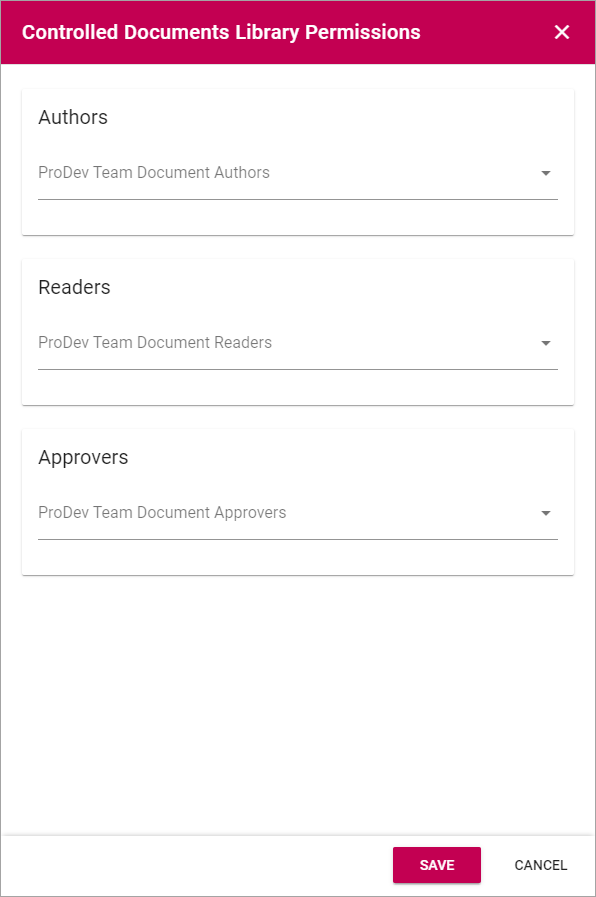 Controlled Documents Library Permissions
Authors
ProDev Team Document Authors
Readers
ProDev Team Document Readers
Approvers
ProDev Team Document Approvers
SAVE CANCEL